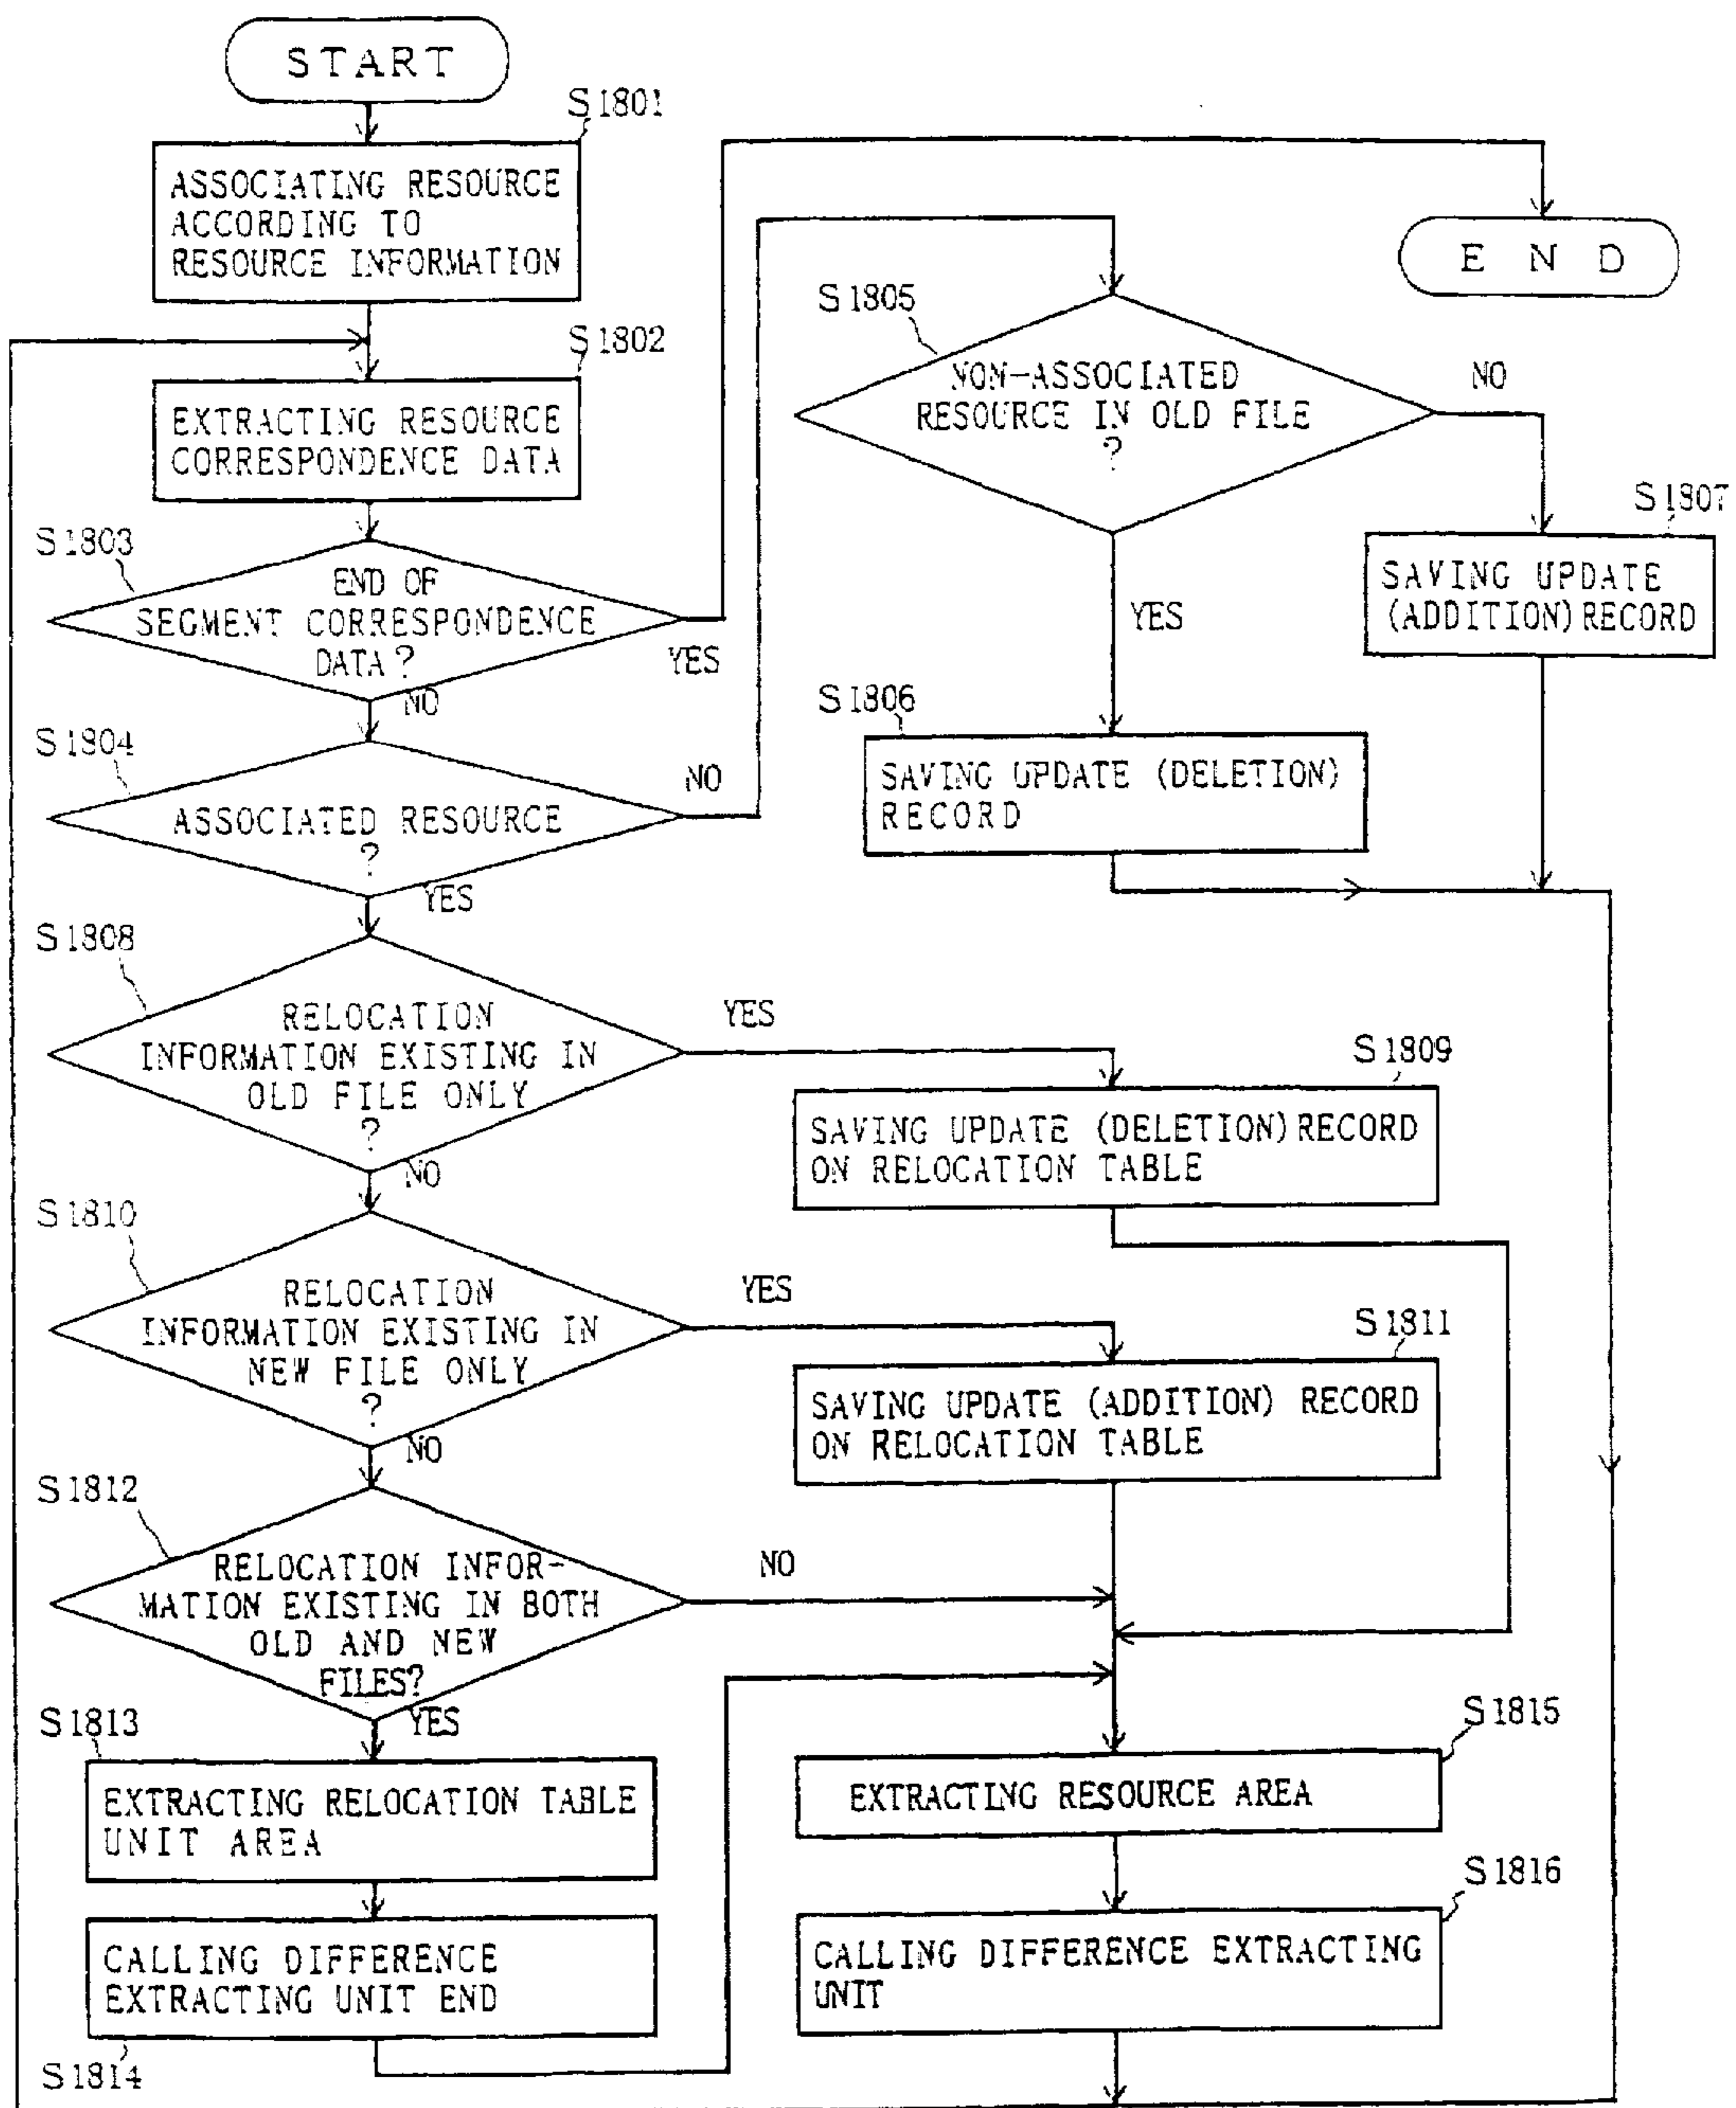 START
S1801
ASSOCIATING RESOURCE
ACCORDING TO
RESOURCE INFORMATION
S1802
EXTRACTING RESOURCE
CORRESPONDENCE DATA
S1803
END OF
SEGMENT CORRESPONDENCE
DATA?
YES
NO
S1804
ASSOCIATED RESOURCE
?
NO
YES
END
S1805
NON-ASSOCIATED
RESOURCE IN OLD FILE
?
NO
YES
S1807
SAVING UPDATE
(ADDITION) RECORD
S1806
SAVING UPDATE (DELETION)
RECORD
S1808
RELOCATION
INFORMATION EXISTING IN
OLD FILE ONLY
?
YES
NO
S1809
SAVING UPDATE (DELETION) RECORD
ON RELOCATION TABLE
S1810
RELOCATION
INFORMATION EXISTING IN
NEW FILE ONLY
?
YES
NO
S1811
SAVING UPDATE (ADDITION) RECORD
ON RELOCATION TABLE
S1812
RELOCATION INFOR-
MATION EXISTING IN BOTH
OLD AND NEW
FILES?
NO
YES
S1813
EXTRACTING RELOCATION TABLE
UNIT AREA
CALLING DIFFERENCE
EXTRACTING UNIT END
S1814
S1815
EXTRACTING RESOURCE AREA
S1816
CALLING DIFFERENCE EXTRACTING
UNIT